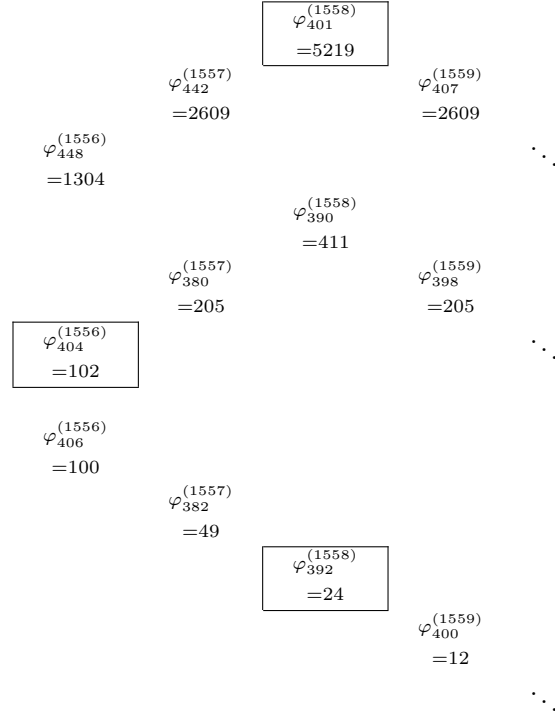 φ_{401}^{(1558)}
=5219
φ_{442}^{(1557)} φ_{407}^{(1559)}
=2609 =2609
φ_{448}^{(1556)} ⋱
=1304
φ_{390}^{(1558)}
=411
φ_{380}^{(1557)} φ_{398}^{(1559)}
=205 =205
φ_{404}^{(1556)} ⋱
=102
φ_{406}^{(1556)}
=100
φ_{382}^{(1557)}
=49
φ_{392}^{(1558)}
=24
φ_{400}^{(1559)}
=12
⋱